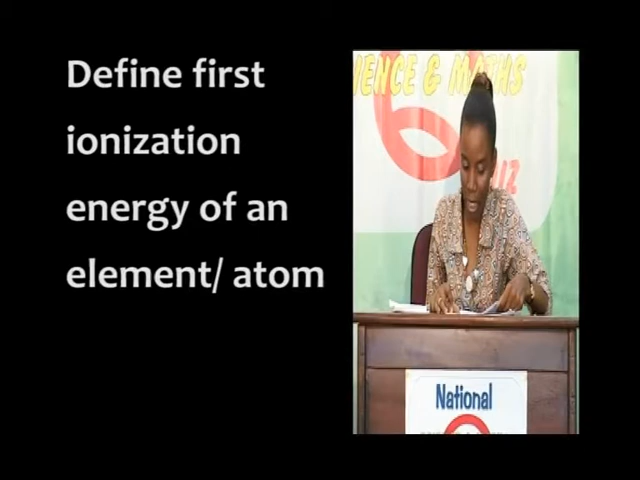 Define first
ionization
energy of an
element/ atom
IENCE & MATHS
National